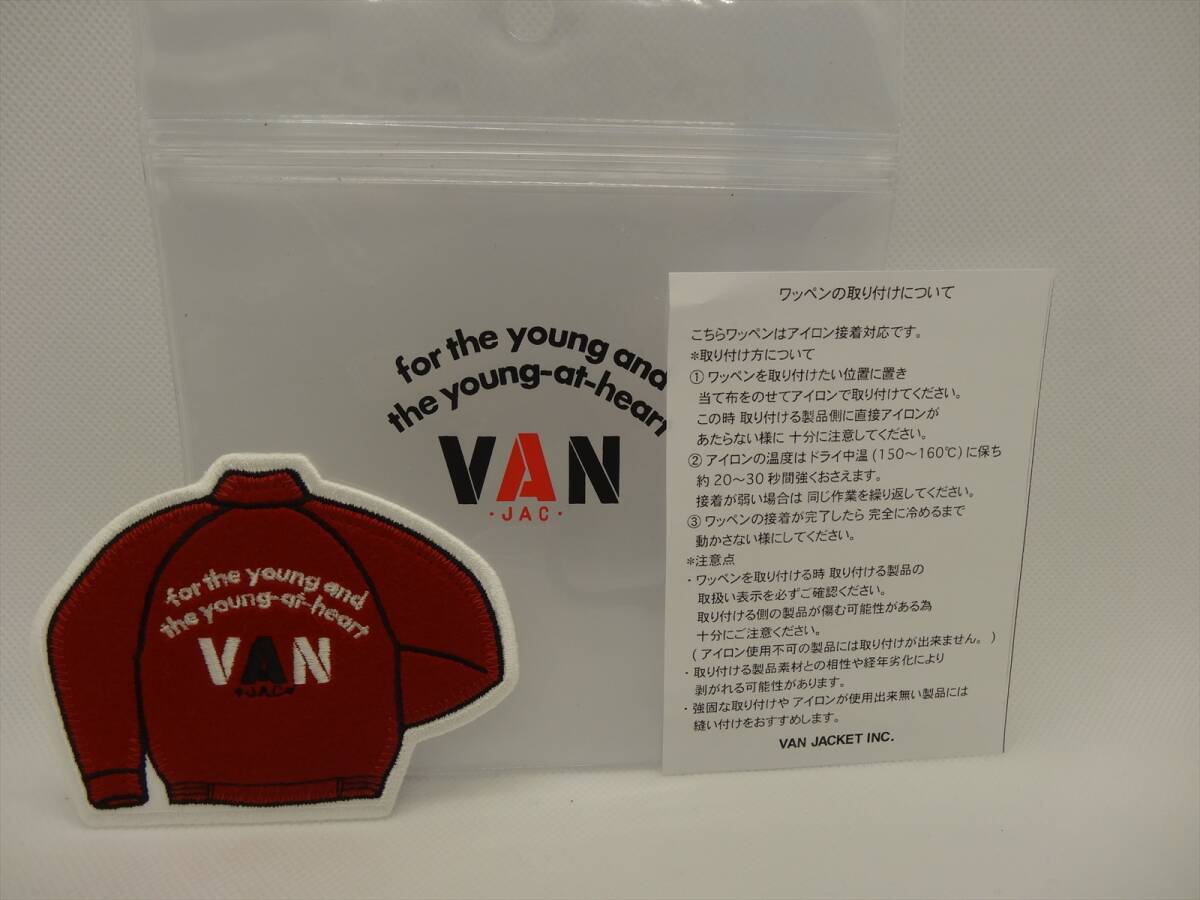 for the young and
the young-at-heart
VAN
・JAC・
for the young and
the young-at-heart
VAN
・JAC・
ワッペンの取り付けについて
こちらワッペンはアイロン接着対応です。
*取り付け方について
① ワッペンを取り付けたい位置に置き
当て布をのせてアイロンで取り付けてください。
この時 取り付ける製品側に直接アイロンが
あたらない様に 十分に注意してください。
② アイロンの温度はドライ中温 (150～160℃) に保ち
約 20～30 秒間強くおさえます。
接着が弱い場合は 同じ作業を繰り返してください。
③ ワッペンの接着が完了したら 完全に冷めるまで
動かさない様にしてください。
*注意点
・ワッペンを取り付ける時 取り付ける製品の
取扱い表示を必ずご確認ください。
取り付ける側の製品が傷む可能性がある為
十分にご注意ください。
(アイロン使用不可の製品には取り付けが出来ません。)
・取り付ける製品素材との相性や経年劣化により
剥がれる可能性があります。
・強固な取り付けや アイロンが使用出来無い製品には
縫い付けをおすすめします。
VAN JACKET INC.